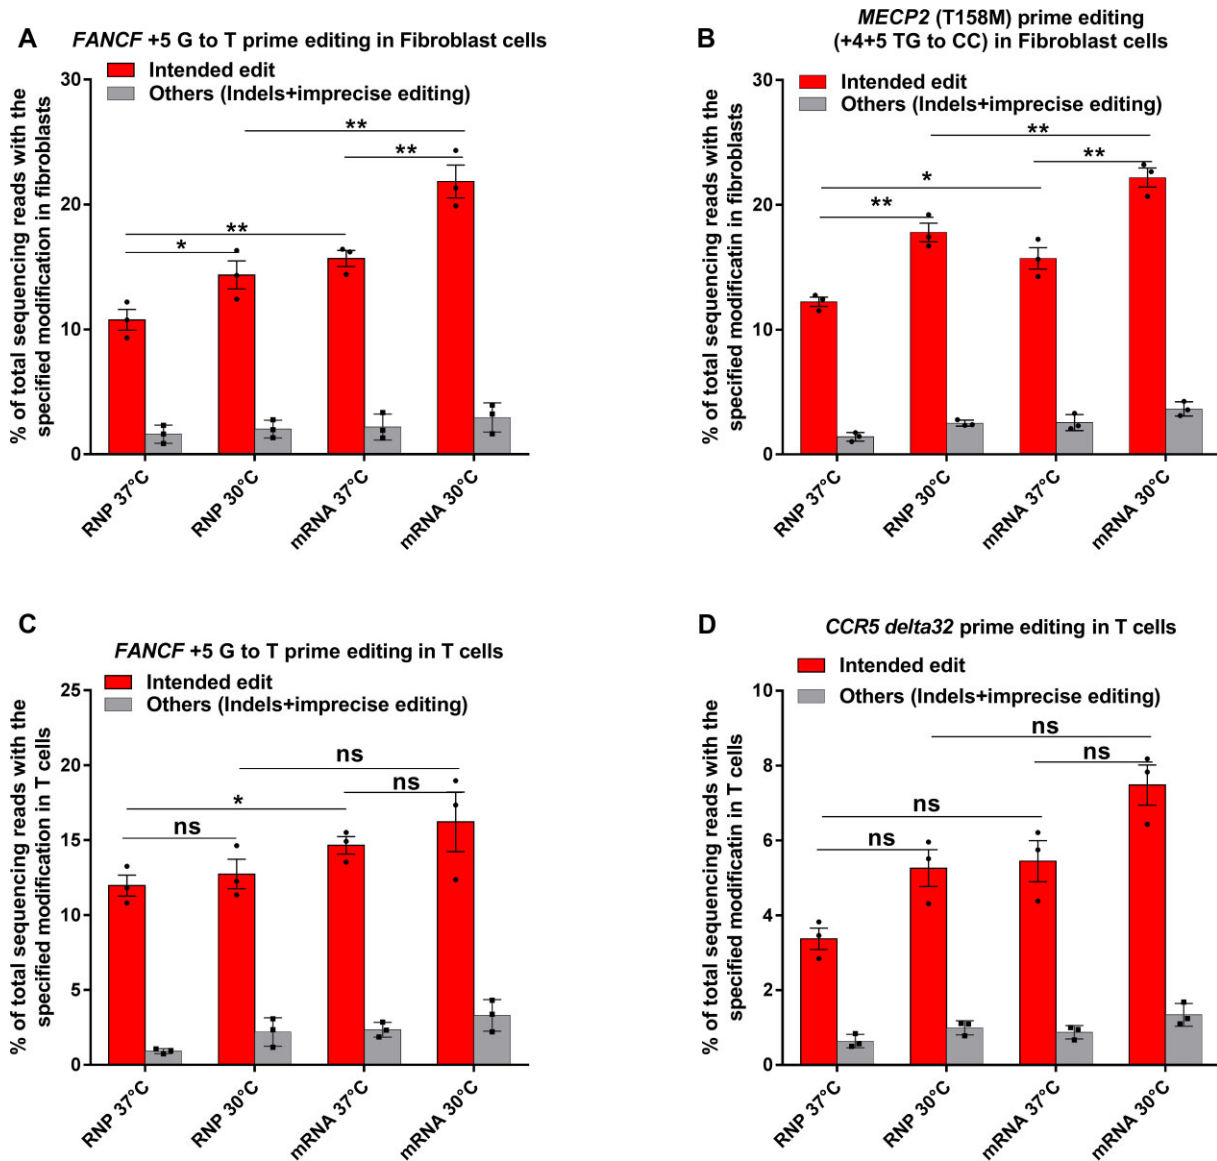 A
FANCF +5 G to T prime editing in Fibroblast cells
Intended edit
Others (Indels+imprecise editing)
% of total sequencing reads with the
specified modification in fibroblasts
30
20
10
0
**
**
**
*
RNP 37°C
RNP 30°C
mRNA 37°C
mRNA 30°C
B
MECP2 (T158M) prime editing
(+4+5 TG to CC) in Fibroblast cells
Intended edit
Others (Indels+imprecise editing)
% of total sequencing reads with the
specified modificatin in fibroblasts
30
20
10
0
**
**
*
**
RNP 37°C
RNP 30°C
mRNA 37°C
mRNA 30°C
C
FANCF +5 G to T prime editing in T cells
Intended edit
Others (Indels+imprecise editing)
% of total sequencing reads with the
specified modificatin in T cells
25
20
15
10
5
0
ns
ns
*
ns
RNP 37°C
RNP 30°C
mRNA 37°C
mRNA 30°C
D
CCR5 delta32 prime editing in T cells
Intended edit
Others (Indels+imprecise editing)
% of total sequencing reads with the
specified modificatin in T cells
10
8
6
4
2
0
ns
ns
ns
ns
RNP 37°C
RNP 30°C
mRNA 37°C
mRNA 30°C